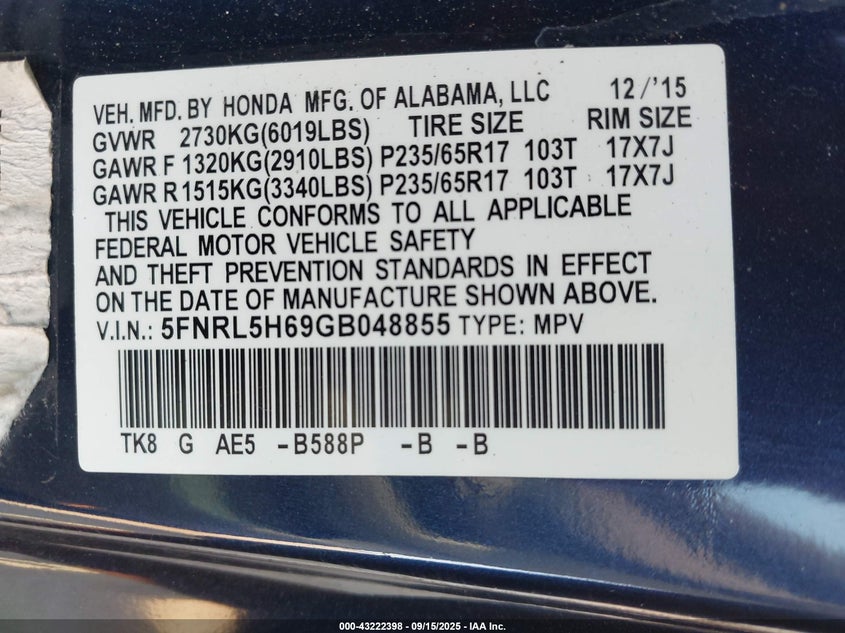 VEH. MFD. BY HONDA MFG. OF ALABAMA, LLC 12/'15
GVWR 2730KG(6019LBS) TIRE SIZE RIM SIZE
GAWR F 1320KG(2910LBS) P235/65R17 103T 17X7J
GAWR R 1515KG(3340LBS) P235/65R17 103T 17X7J
THIS VEHICLE CONFORMS TO ALL APPLICABLE
FEDERAL MOTOR VEHICLE SAFETY
AND THEFT PREVENTION STANDARDS IN EFFECT
ON THE DATE OF MANUFACTURE SHOWN ABOVE.
V.I.N.: 5FNRL5H69GB048855 TYPE: MPV
TK8 G AE5 -B588P -B -B
000-43222398 - 09/15/2025 - IAA Inc.